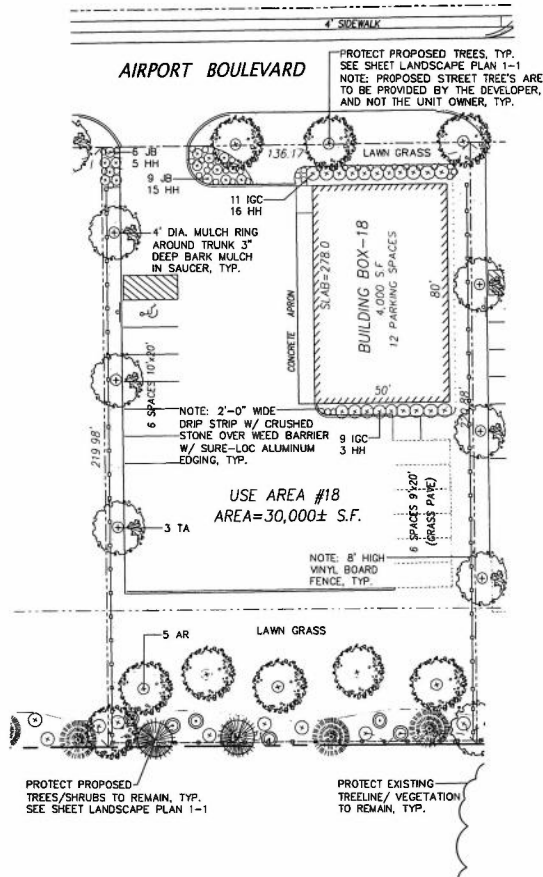 4' SIDEWALK
AIRPORT BOULEVARD
PROTECT PROPOSED TREES, TYP.
SEE SHEET LANDSCAPE PLAN 1-1
NOTE: PROPOSED STREET TREE'S ARE
TO BE PROVIDED BY THE DEVELOPER,
AND NOT THE UNIT OWNER, TYP.
6 JB
5 HH
9 JB
15 HH
136.17'
LAWN GRASS
11 IGC
16 HH
4' DIA. MULCH RING
AROUND TRUNK 3"
DEEP BARK MULCH
IN SAUCER, TYP.
CONCRETE APRON
SLAB=278.0
BUILDING BOX-18
4,000 S.F.
12 PARKING SPACES
80'
50'
6 SPACES 10'x20'
219.98'
NOTE: 2'-0" WIDE
DRIP STRIP W/ CRUSHED
STONE OVER WEED BARRIER
W/ SURE-LOC ALUMINUM
EDGING, TYP.
9 IGC
3 HH
USE AREA #18
AREA=30,000± S.F.
6 SPACES 9'x20'
(GRASS PAVE)
3 TA
NOTE: 8' HIGH
VINYL BOARD
FENCE, TYP.
5 AR
LAWN GRASS
PROTECT PROPOSED
TREES/SHRUBS TO REMAIN, TYP.
SEE SHEET LANDSCAPE PLAN 1-1
PROTECT EXISTING
TREELINE/ VEGETATION
TO REMAIN, TYP.